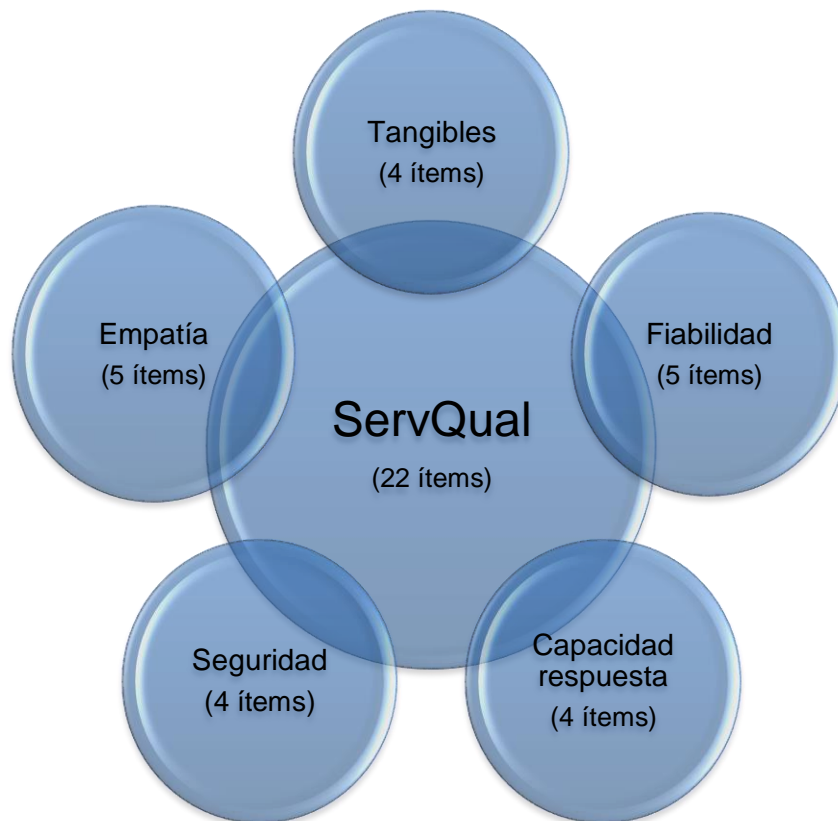 Tangibles
(4 ítems)
Empatía
(5 ítems)
Fiabilidad
(5 ítems)
ServQual
(22 ítems)
Seguridad
(4 ítems)
Capacidad
respuesta
(4 ítems)